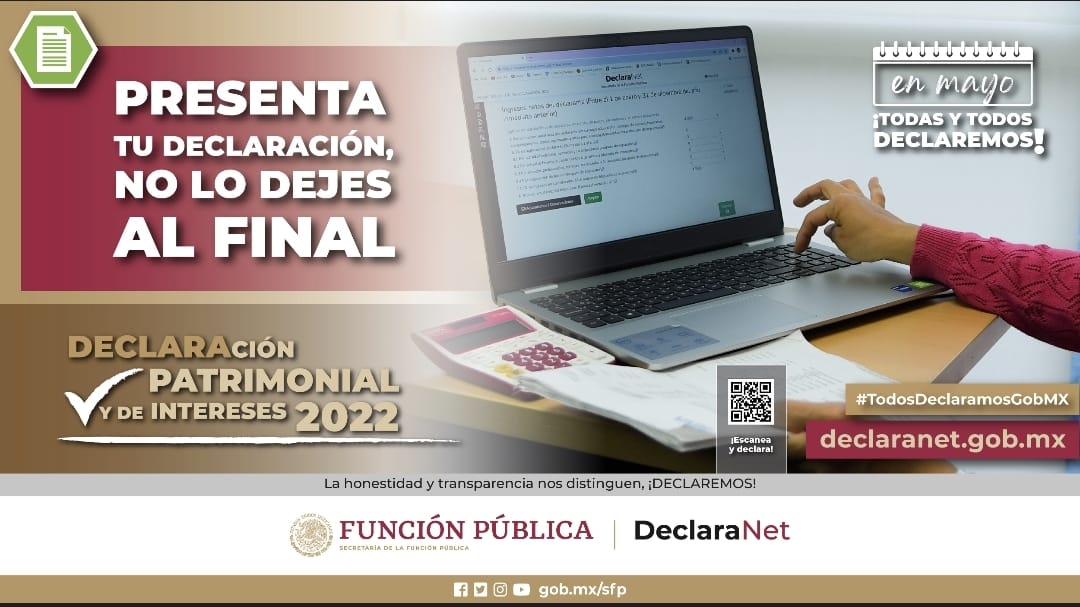 PRESENTA
TU DECLARACIÓN,
NO LO DEJES
AL FINAL
en mayo
¡TODAS Y TODOS
DECLAREMOS!
DeclaraNet
DECLARACIÓN
PATRIMONIAL
Y DE INTERESES 2022
¡Escanea
y declara!
#TodosDeclaramosGobMX
declaranet.gob.mx
La honestidad y transparencia nos distinguen, ¡DECLAREMOS!
FUNCIÓN PÚBLICA
SECRETARÍA DE LA FUNCIÓN PÚBLICA
DeclaraNet
gob.mx/sfp